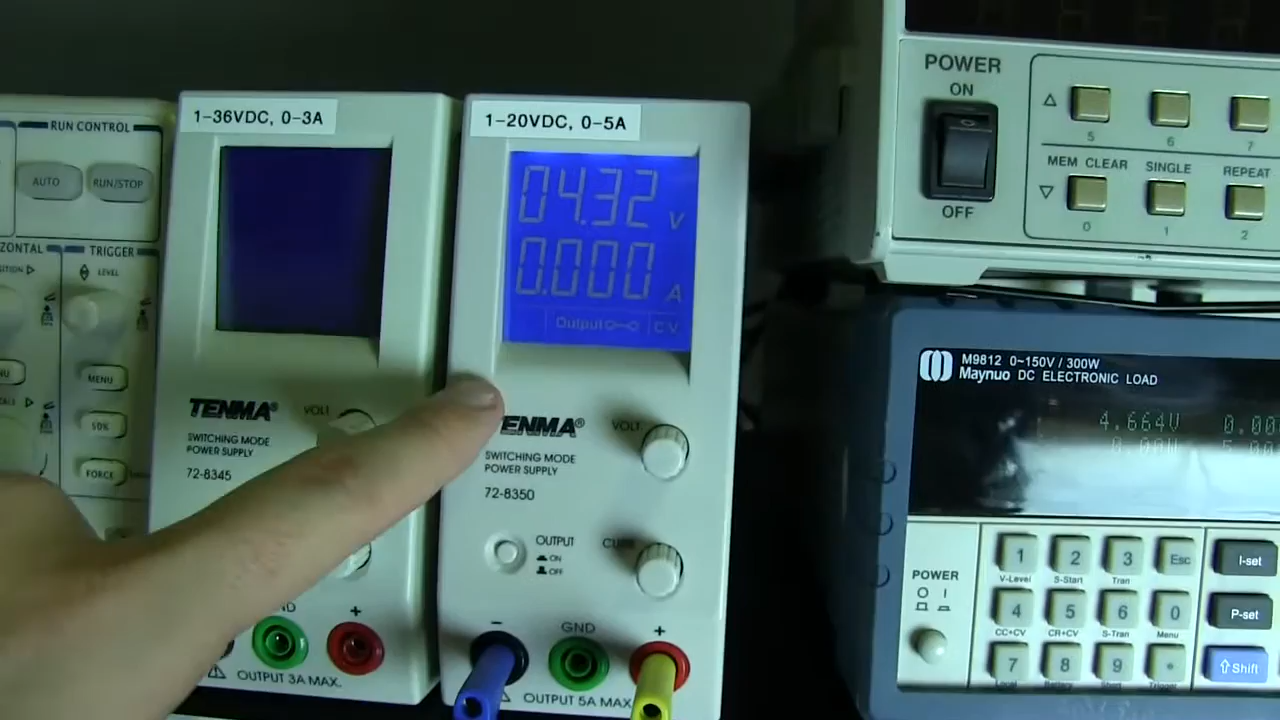 RUN CONTROL
AUTO
RUN/STOP
TRIGGER
LEVEL
MENU
50%
FORCE
1-36VDC, 0-3A
TENMA®
VOLT
SWITCHING MODE
POWER SUPPLY
72-8345
+
OUTPUT 3A MAX.
1-20VDC, 0-5A
04.32 V
0.000 A
Output C.V
VOLT
SWITCHING MODE
POWER SUPPLY
72-8350
OUTPUT
ON
OFF
- GND +
OUTPUT 5A MAX
POWER
ON
OFF
5 6 7
MEM CLEAR SINGLE REPEAT
0 1 2
M9812 0~150V / 300W
Maynuo DC ELECTRONIC LOAD
4.664V
POWER
O I
1 2 3 Esc
V-Level S-Start Tran
4 5 6 0
CC+CV CR+CV S-Tran Menu
7 8 9
I-set
P-set
Shift